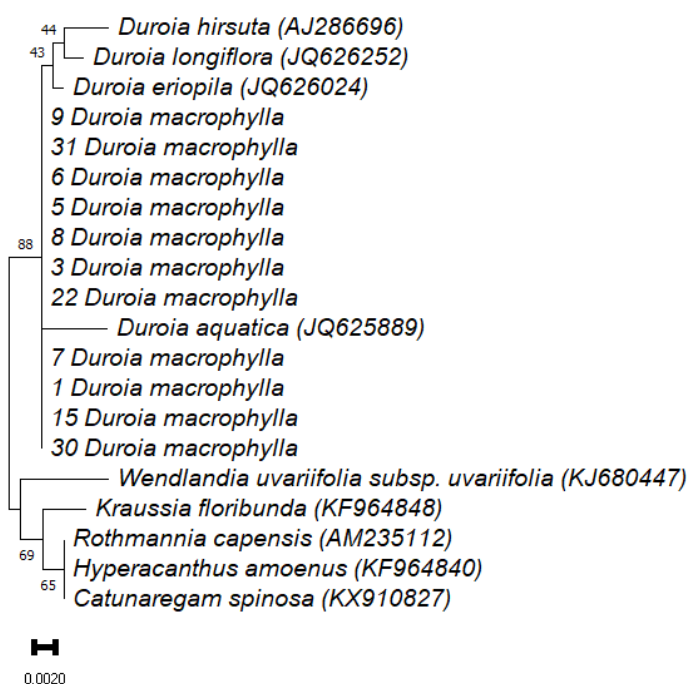 44
Duroia hirsuta (AJ286696)
43
Duroia longiflora (JQ626252)
Duroia eriopila (JQ626024)
9 Duroia macrophylla
31 Duroia macrophylla
6 Duroia macrophylla
5 Duroia macrophylla
8 Duroia macrophylla
88
3 Duroia macrophylla
22 Duroia macrophylla
Duroia aquatica (JQ625889)
7 Duroia macrophylla
1 Duroia macrophylla
15 Duroia macrophylla
30 Duroia macrophylla
Wendlandia uvariifolia subsp. uvariifolia (KJ680447)
Kraussia floribunda (KF964848)
Rothmannia capensis (AM235112)
69
Hyperacanthus amoenus (KF964840)
65
Catunaregam spinosa (KX910827)
0.0020